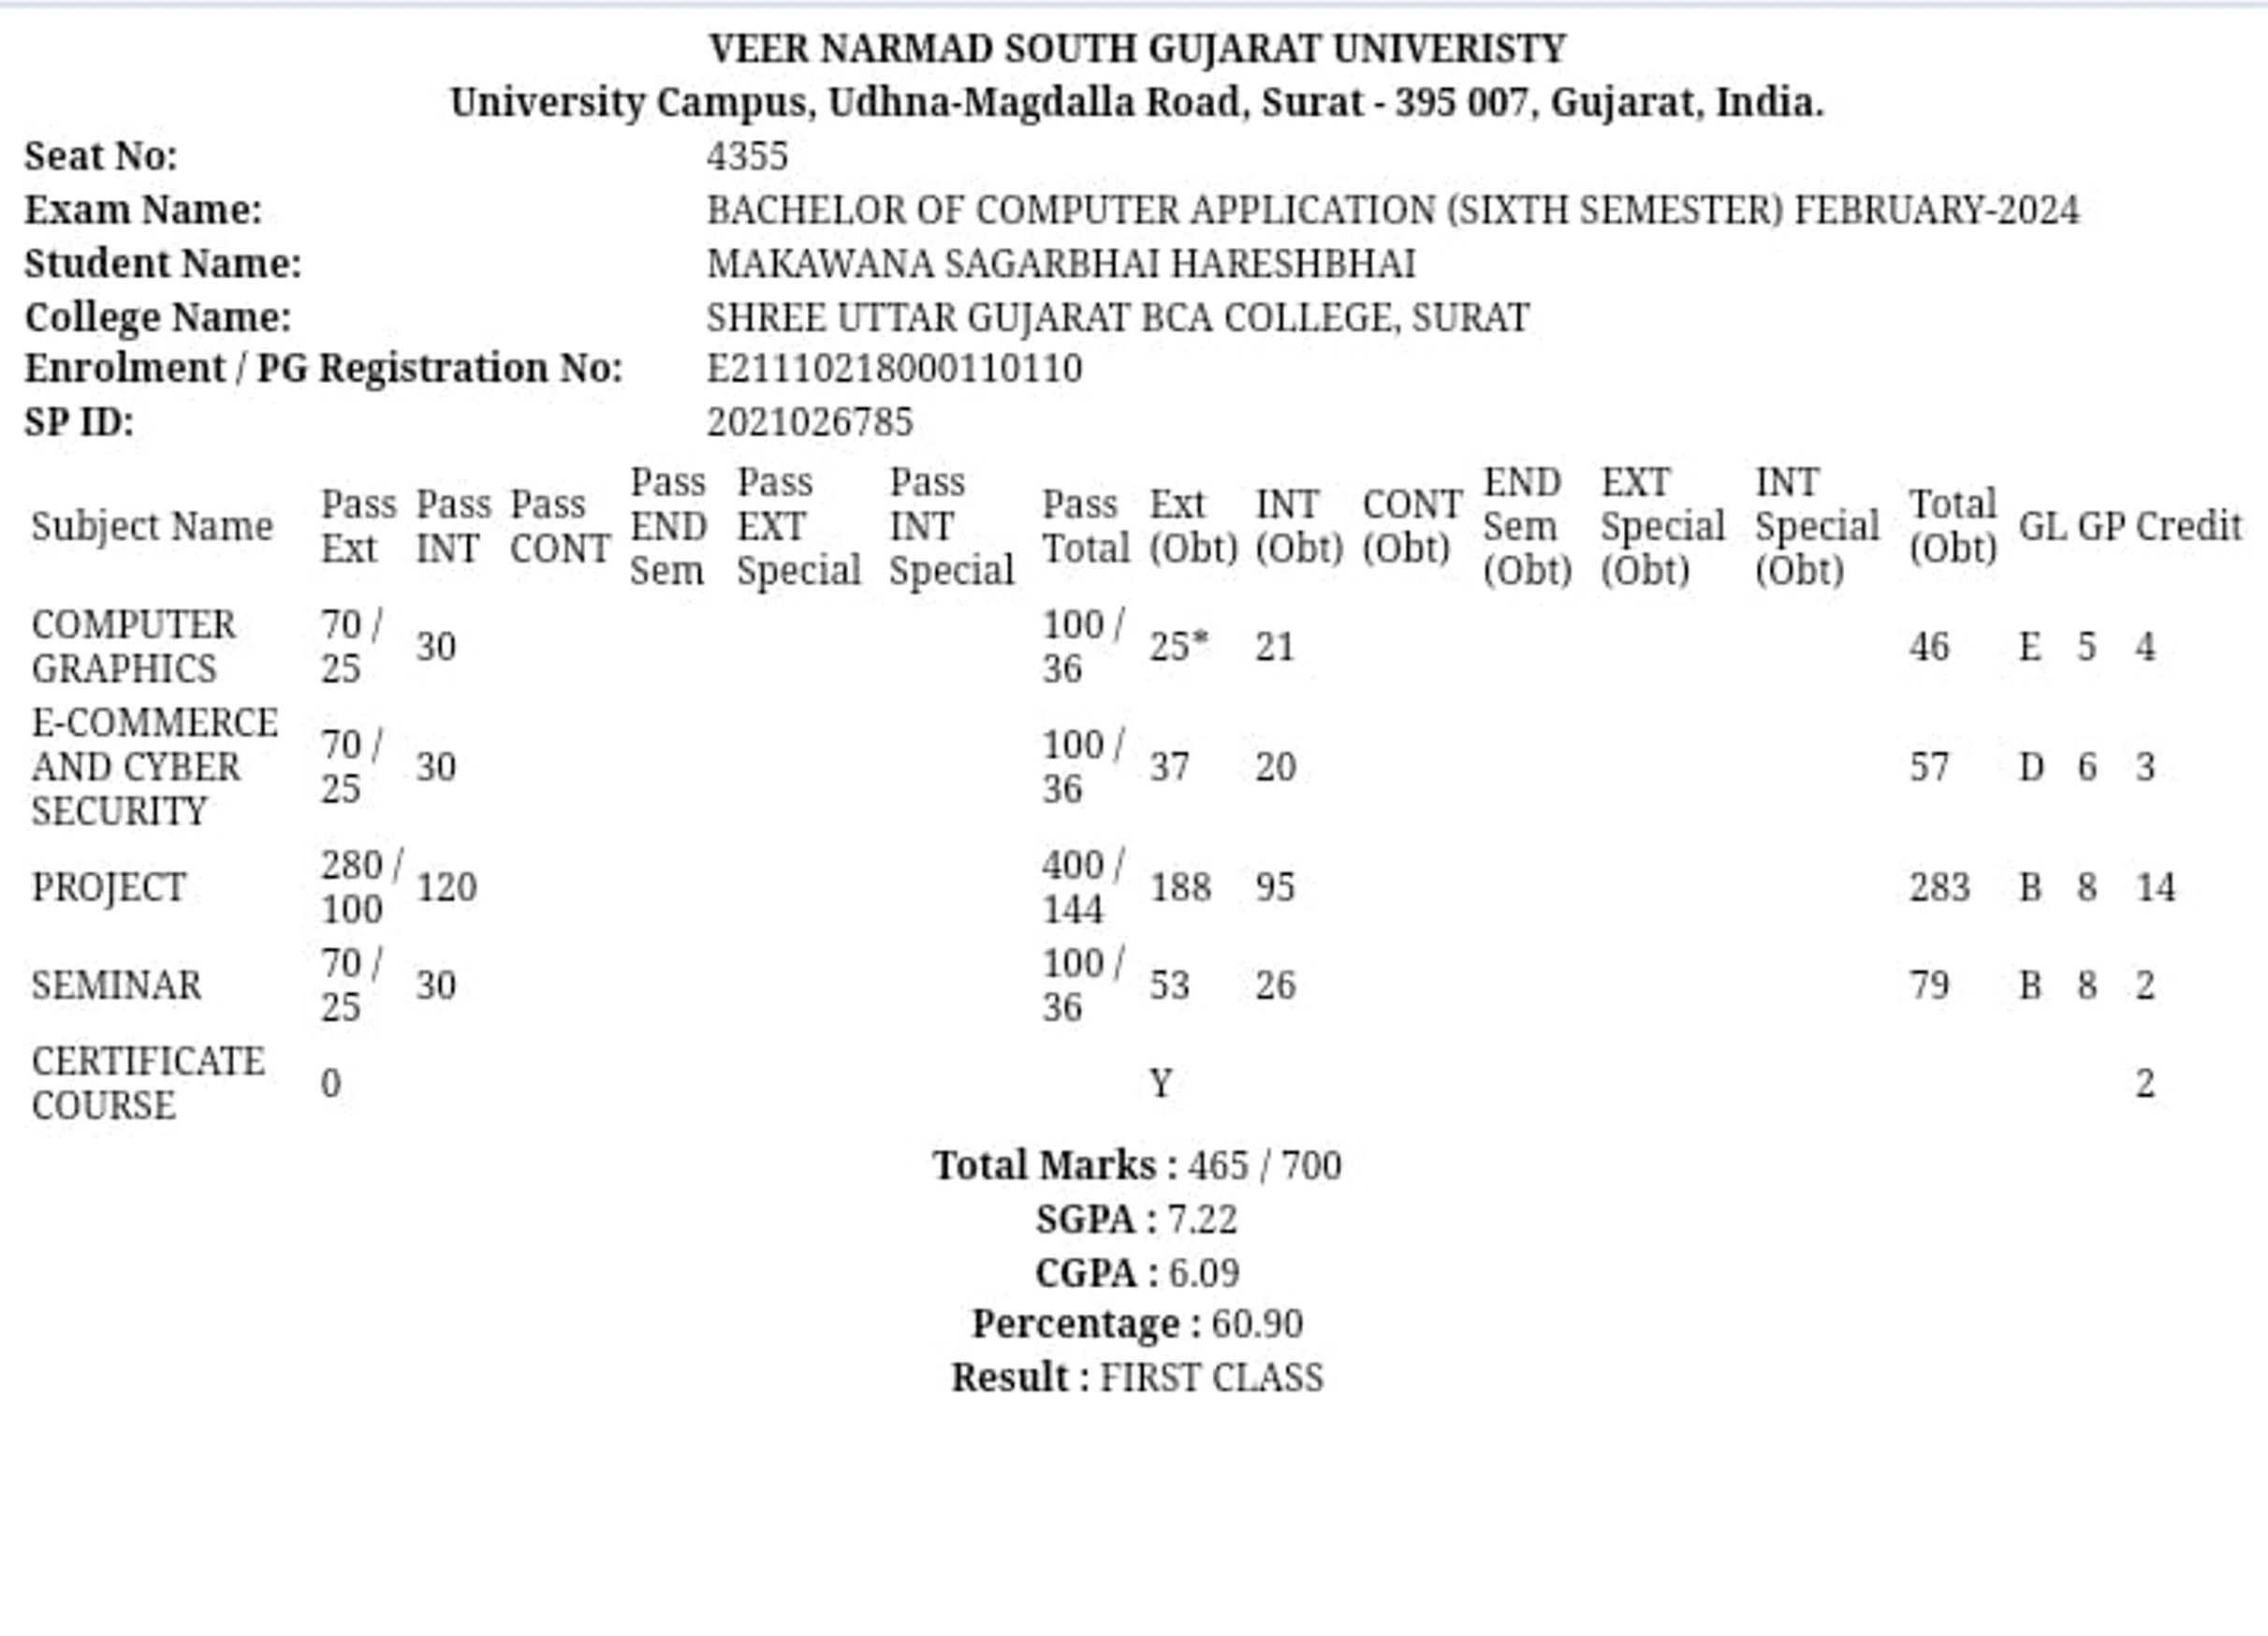 VEER NARMAD SOUTH GUJARAT UNIVERISTY
University Campus, Udhna-Magdalla Road, Surat - 395 007, Gujarat, India.
Seat No: 4355
Exam Name: BACHELOR OF COMPUTER APPLICATION (SIXTH SEMESTER) FEBRUARY-2024
Student Name: MAKAWANA SAGARBHAI HARESHBHAI
College Name: SHREE UTTAR GUJARAT BCA COLLEGE, SURAT
Enrolment / PG Registration No: E21110218000110110
SP ID: 2021026785
Subject Name Pass Ext Pass INT Pass CONT Pass END Sem Pass EXT Special Pass INT Special Pass Total Ext (Obt) INT (Obt) CONT (Obt) END Sem (Obt) EXT Special (Obt) INT Special (Obt) Total (Obt) GL GP Credit
COMPUTER GRAPHICS 70 / 25 30 100 / 36 25* 21 46 E 5 4
E-COMMERCE AND CYBER SECURITY 70 / 25 30 100 / 36 37 20 57 D 6 3
PROJECT 280 / 100 120 400 / 144 188 95 283 B 8 14
SEMINAR 70 / 25 30 100 / 36 53 26 79 B 8 2
CERTIFICATE COURSE 0 Y 2
Total Marks : 465 / 700
SGPA : 7.22
CGPA : 6.09
Percentage : 60.90
Result : FIRST CLASS